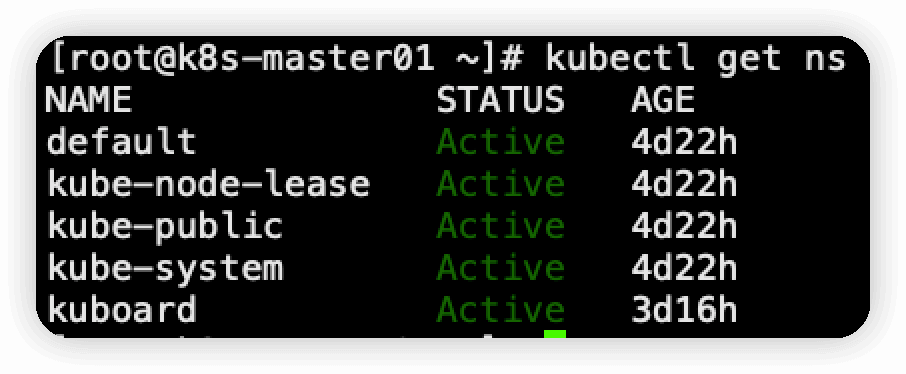 [root@k8s-master01 ~]# kubectl get ns
NAME STATUS AGE
default Active 4d22h
kube-node-lease Active 4d22h
kube-public Active 4d22h
kube-system Active 4d22h
kuboard Active 3d16h